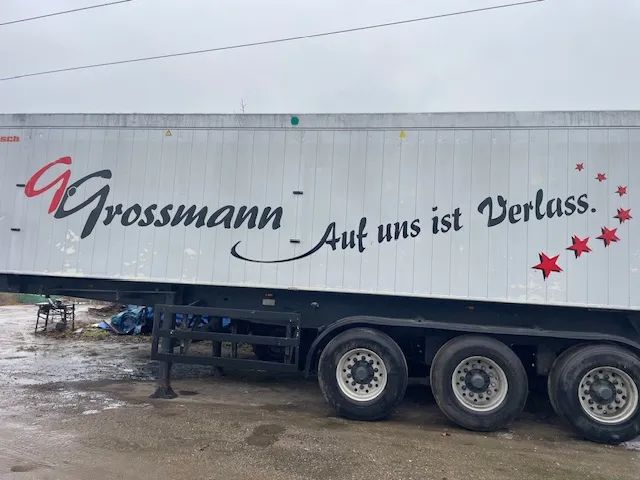 Grossmann
Auf uns ist Verlass.